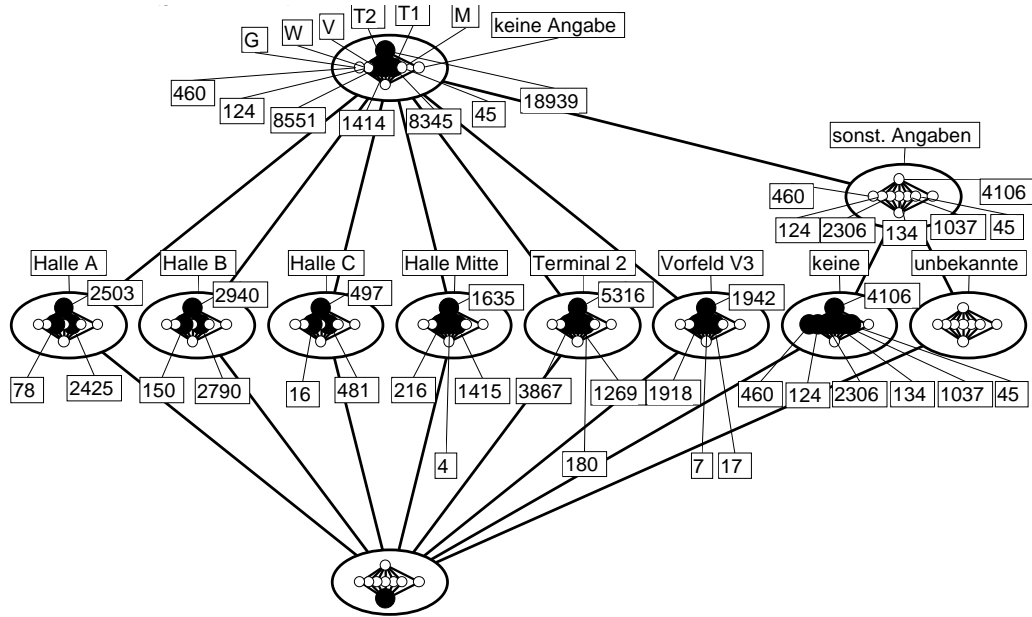 T2 T1 M
G W V keine Angabe
460 18939
124 8551 1414 8345 45
sonst. Angaben
460 4106
124 2306 134 1037 45
Halle A Halle B Halle C Halle Mitte Terminal 2 Vorfeld V3 keine unbekannte
2503 2940 497 1635 5316 1942 4106
78 2425 150 2790 16 481 216 1415 3867 1269 1918 460 124 2306 134 1037 45
4 180 7 17